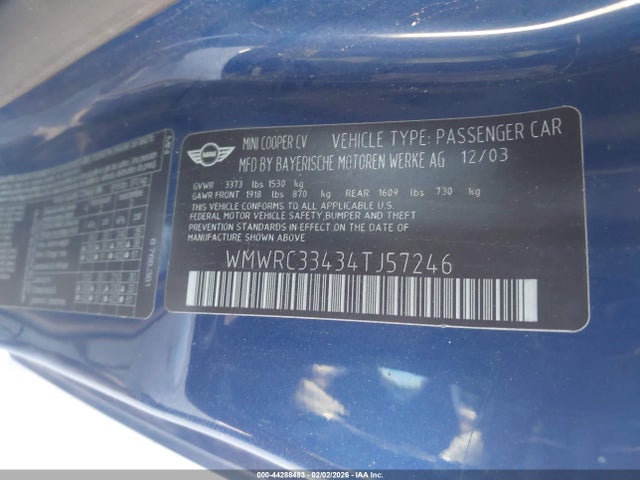 MINI
MINI COOPER CV VEHICLE TYPE: PASSENGER CAR
MFD BY BAYERISCHE MOTOREN WERKE AG 12/03
GVWR 3373 lbs 1530 kg
GAWR FRONT 1918 lbs 870 kg REAR 1609 lbs 730 kg
THIS VEHICLE CONFORMS TO ALL U.S.
FEDERAL MOTOR VEHICLE SAFETY,BUMPER AND THEFT
PREVENTION STANDARDS IN EFFECT ON THE DATE OF
MANUFACTURE SHOWN ABOVE
WMWRC33434TJ57246
000-44288483 - 02/02/2026 - COPYRIGHT IAA, LLC